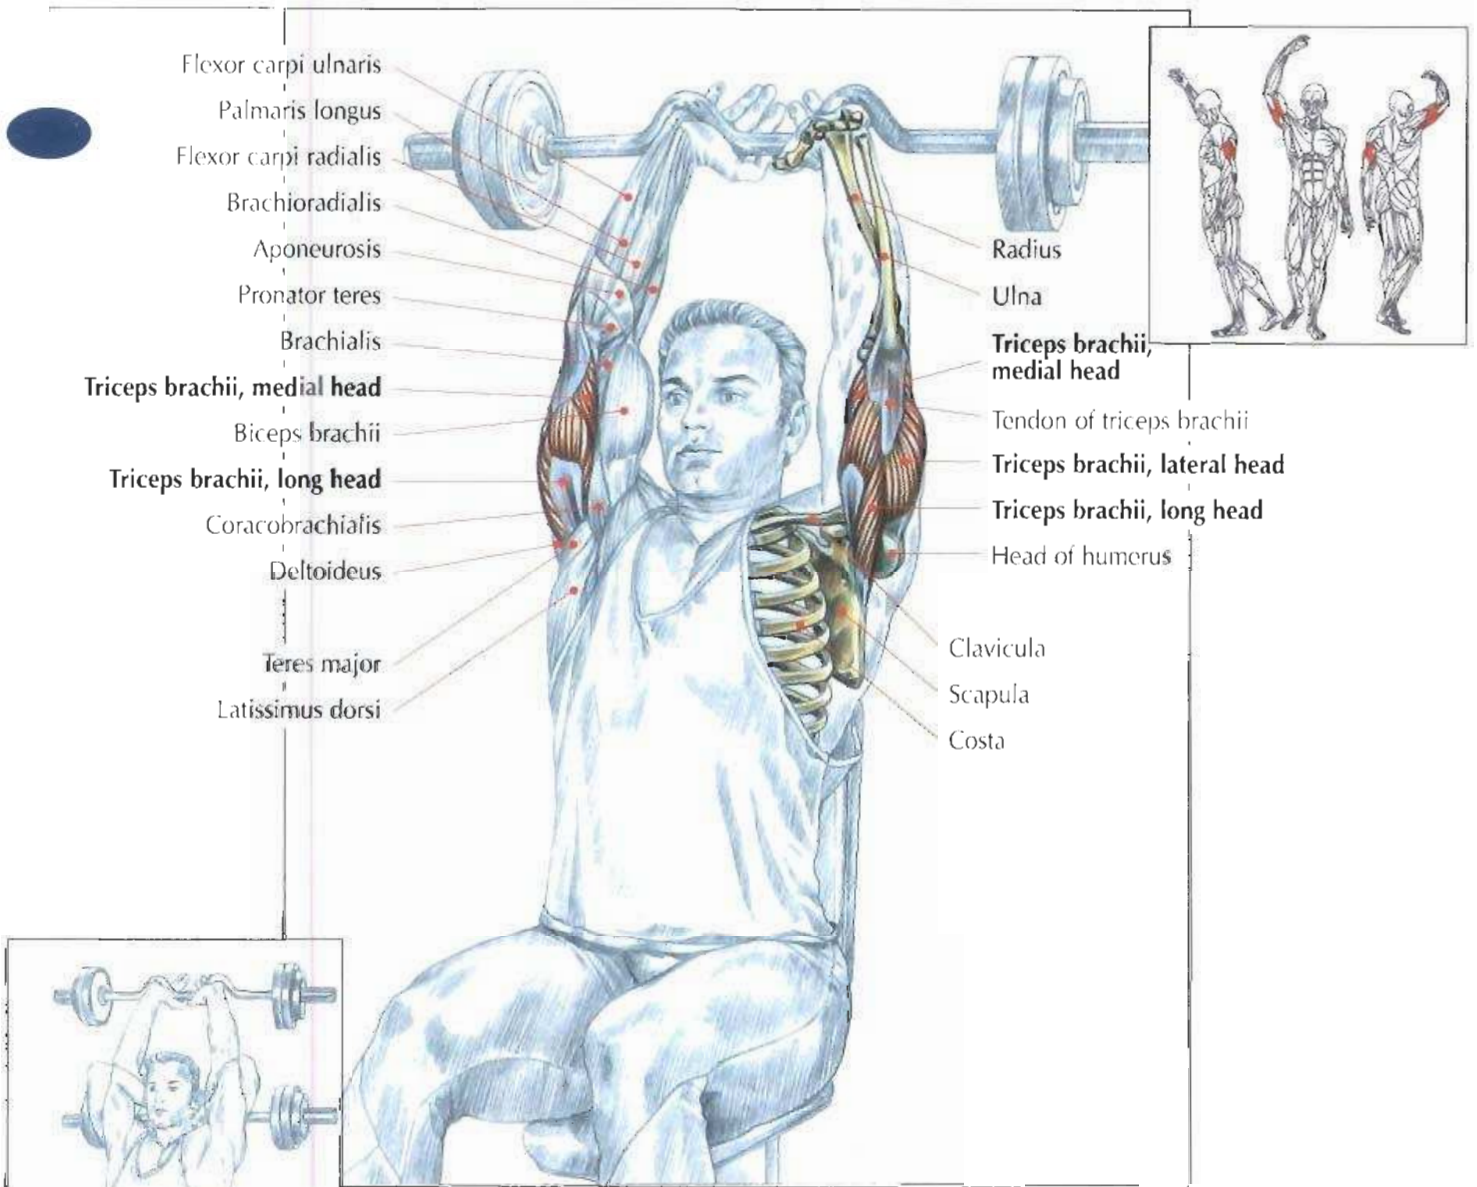 Flexor carpi ulnaris
Palmaris longus
Flexor carpi radialis
Brachioradialis
Aponeurosis
Pronator teres
Brachialis
Triceps brachii, medial head
Biceps brachii
Triceps brachii, long head
Coracobrachialis
Deltoideus
Teres major
Latissimus dorsi
Radius
Ulna
Triceps brachii,
medial head
Tendon of triceps brachii
Triceps brachii, lateral head
Triceps brachii, long head
Head of humerus
Clavicula
Scapula
Costa